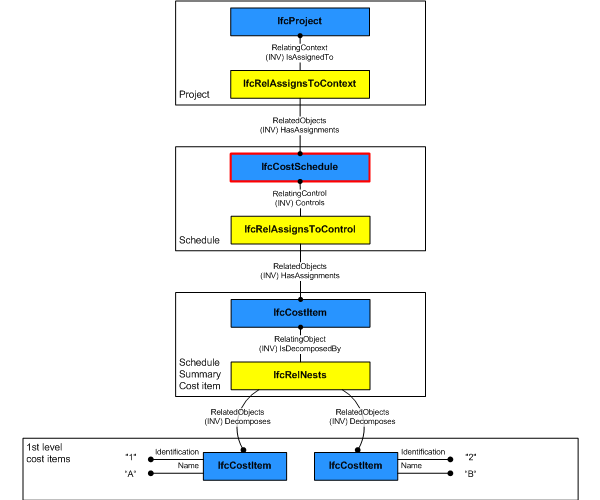 IfcProject
RelatingContext
(INV) IsAssignedTo
IfcRelAssignsToContext
Project
RelatedObjects
(INV) HasAssignments
IfcCostSchedule
RelatingControl
(INV) Controls
IfcRelAssignsToControl
Schedule
RelatedObjects
(INV) HasAssignments
IfcCostItem
RelatingObject
(INV) IsDecomposedBy
Schedule
Summary
Cost item
IfcRelNests
RelatedObjects
(INV) Decomposes
RelatedObjects
(INV) Decomposes
1st level
cost items
"1"
Identification
"A"
Name
IfcCostItem
IfcCostItem
Identification
"2"
Name
"B"